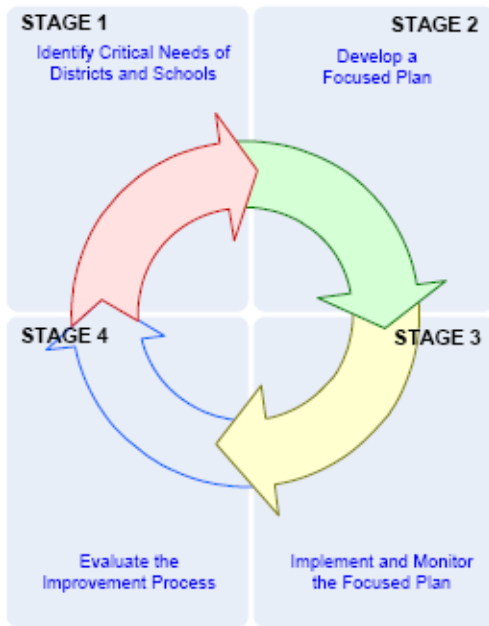 STAGE 1
Identify Critical Needs of
Districts and Schools
STAGE 2
Develop a
Focused Plan
STAGE 4
Evaluate the
Improvement Process
STAGE 3
Implement and Monitor
the Focused Plan